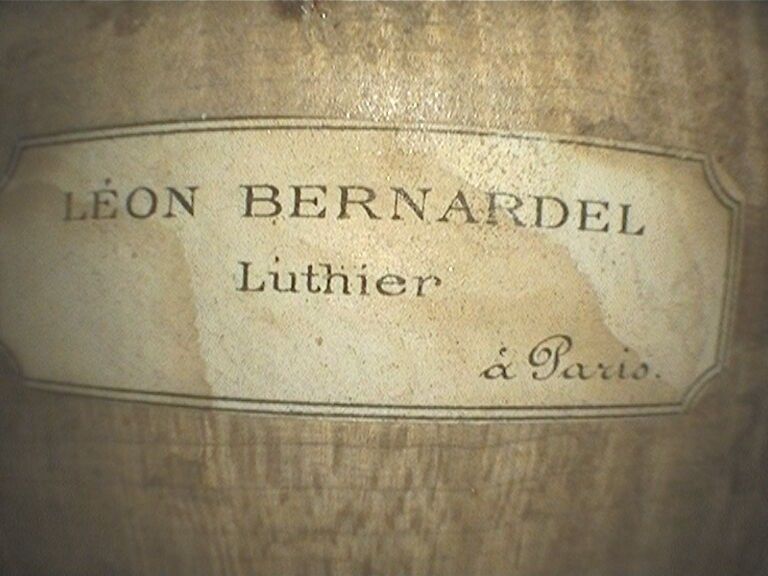 LÉON BERNARDEL
Luthier
à Paris.